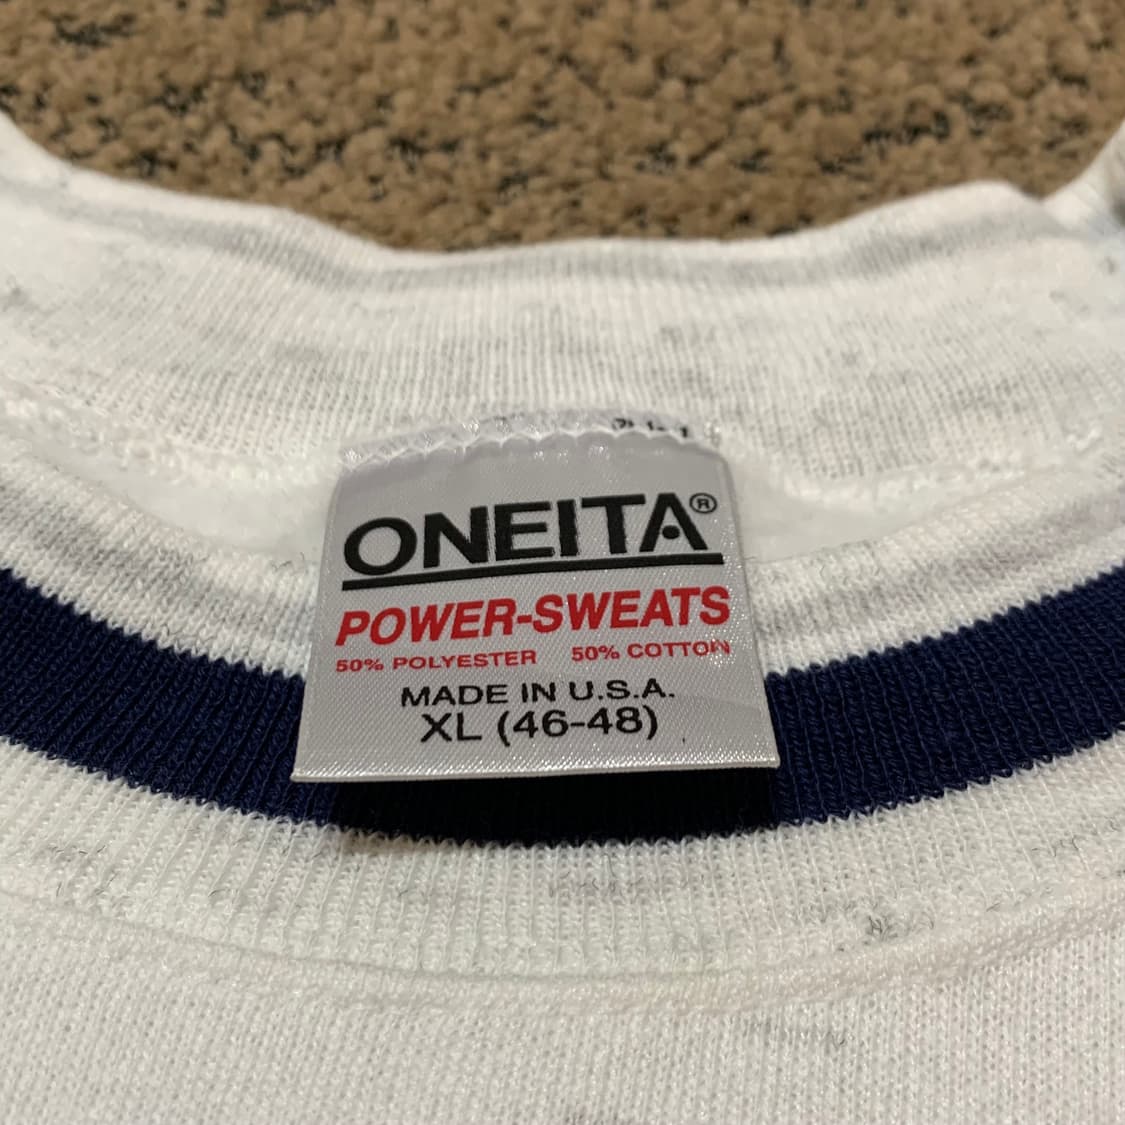 ONEITA®
POWER-SWEATS
50% POLYESTER 50% COTTON
MADE IN U.S.A.
XL (46-48)